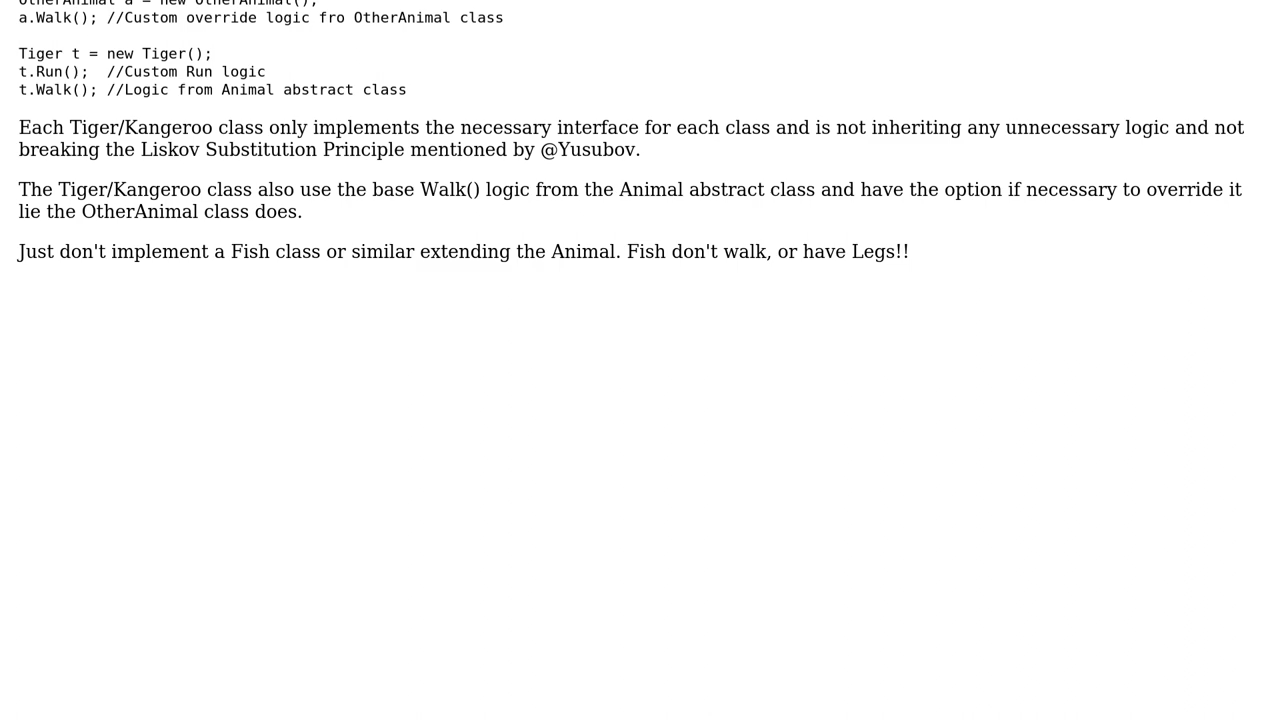 OtherAnimal a = new OtherAnimal();
a.Walk(); //Custom override logic fro OtherAnimal class
Tiger t = new Tiger();
t.Run();  //Custom Run logic
t.Walk(); //Logic from Animal abstract class
Each Tiger/Kangeroo class only implements the necessary interface for each class and is not inheriting any unnecessary logic and not
breaking the Liskov Substitution Principle mentioned by @Yusubov.
The Tiger/Kangeroo class also use the base Walk() logic from the Animal abstract class and have the option if necessary to override it
lie the OtherAnimal class does.
Just don't implement a Fish class or similar extending the Animal. Fish don't walk, or have Legs!!